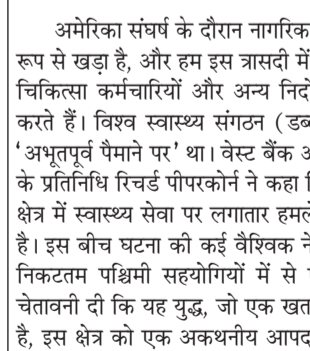 अमेरिका संघर्ष के दौरान नागरिक
रूप से खड़ा है, और हम इस त्रासदी में
चिकित्सा कर्मचारियों और अन्य निर्दो
करते हैं। विश्व स्वास्थ्य संगठन (डब
‘अभूतपूर्व पैमाने पर’ था। वेस्ट बैंक
के प्रतिनिधि रिचर्ड पीपरकोर्न ने कहा
क्षेत्र में स्वास्थ्य सेवा पर लगातार हमले
है। इस बीच घटना की कई वैश्विक ने
निकटतम पश्चिमी सहयोगियों में से
चेतावनी दी कि यह युद्ध, जो एक खत
है, इस क्षेत्र को एक अकथनीय आपद